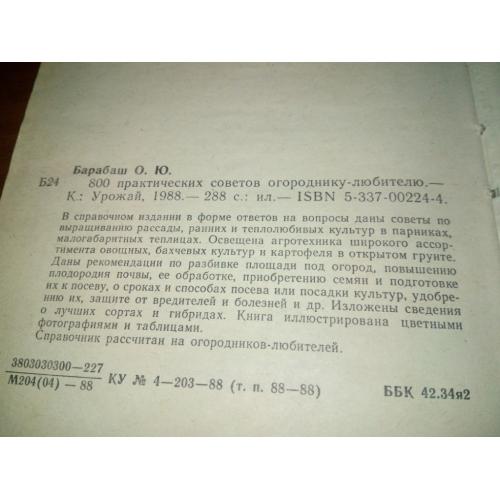 Барабаш О. Ю.
Б24 800 практических советов огороднику-любителю.—
К.: Урожай, 1988.— 288 с.: ил.— ISBN 5-337-00224-4.
В справочном издании в форме ответов на вопросы даны советы по
выращиванию рассады, ранних и теплолюбивых культур в парниках,
малогабаритных теплицах. Освещена агротехника широкого ассор-
тимента овощных, бахчевых культур и картофеля в открытом грунте.
Даны рекомендации по разбивке площади под огород, повышению
плодородия почвы, ее обработке, приобретению семян и подготовке
их к посеву, о сроках и способах посева или посадки культур, удобре-
нию их, защите от вредителей и болезней и др. Изложены сведения
о лучших сортах и гибридах. Книга иллюстрирована цветными
фотографиями и таблицами.
Справочник рассчитан на огородников-любителей.
3803030300—227
М204(04)—88 КУ № 4—203—88 (т. п. 88—88) ББК 42.34я2